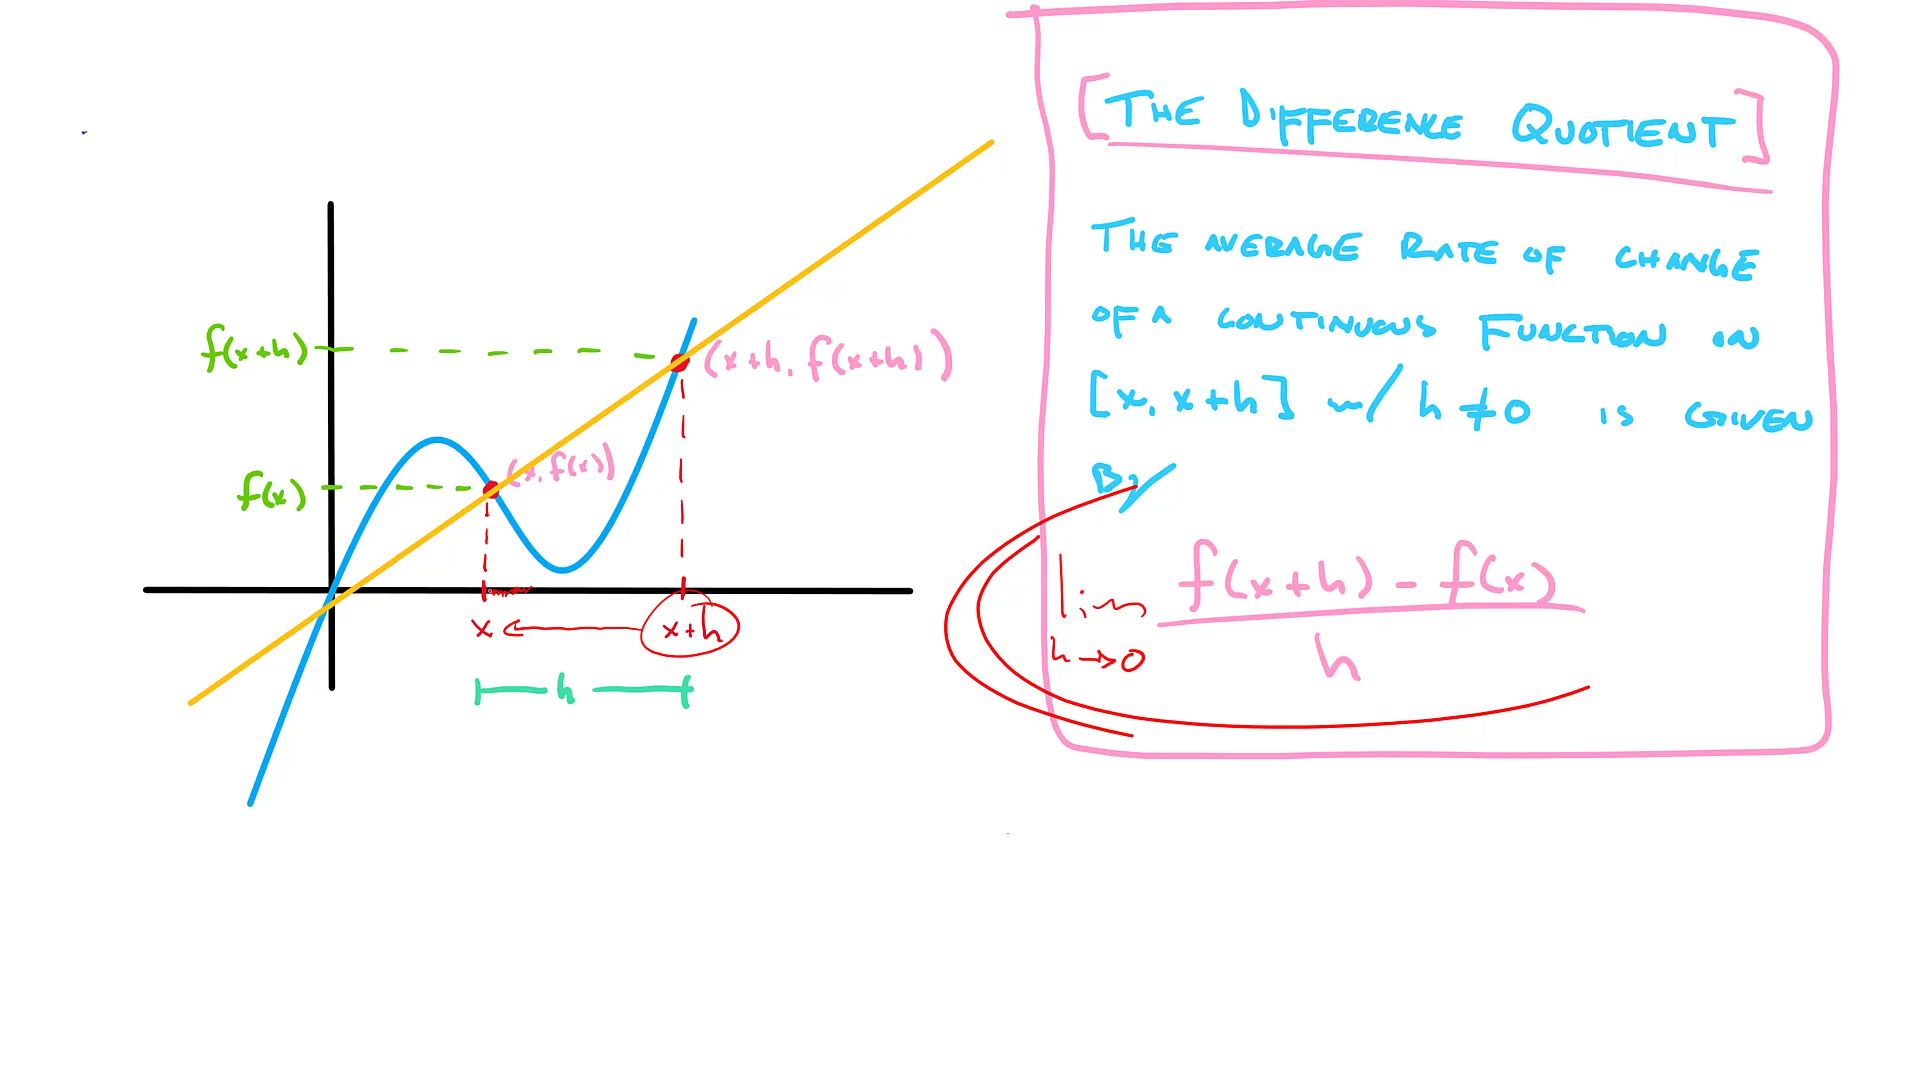 f(x+h)
(x+h, f(x+h))
f(x)
(x, f(x))
x
x+h
h
[THE DIFFERENCE QUOTIENT]
THE AVERAGE RATE OF CHANGE
OF A CONTINUOUS FUNCTION ON
[x, x+h] w/ h ≠ 0 IS GIVEN
By
lim f(x+h) - f(x)
h→0 h